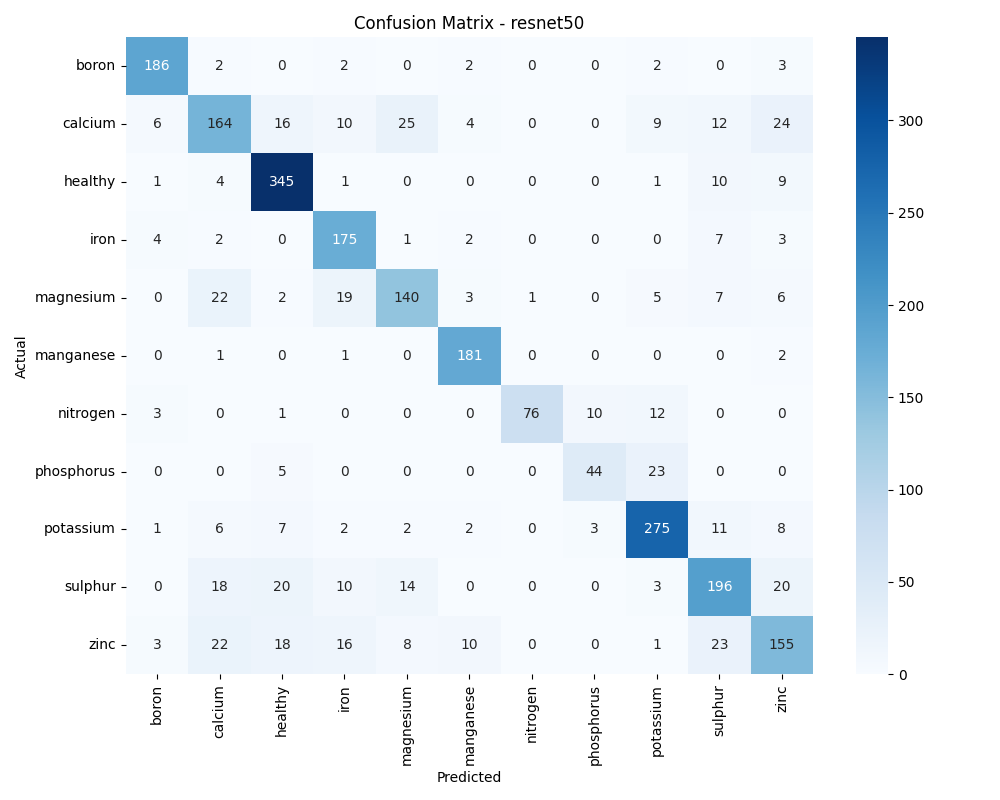 Confusion Matrix - resnet50
boron 186 2 0 2 0 2 0 0 2 0 3
calcium 6 164 16 10 25 4 0 0 9 12 24
healthy 1 4 345 1 0 0 0 0 1 10 9
iron 4 2 0 175 1 2 0 0 0 7 3
magnesium 0 22 2 19 140 3 1 0 5 7 6
manganese 0 1 0 1 0 181 0 0 0 0 2
nitrogen 3 0 1 0 0 0 76 10 12 0 0
phosphorus 0 0 5 0 0 0 0 44 23 0 0
potassium 1 6 7 2 2 2 0 3 275 11 8
sulphur 0 18 20 10 14 0 0 0 3 196 20
zinc 3 22 18 16 8 10 0 0 1 23 155
boron calcium healthy iron magnesium manganese nitrogen phosphorus potassium sulphur zinc
Predicted
Actual
300
250
200
150
100
50
0